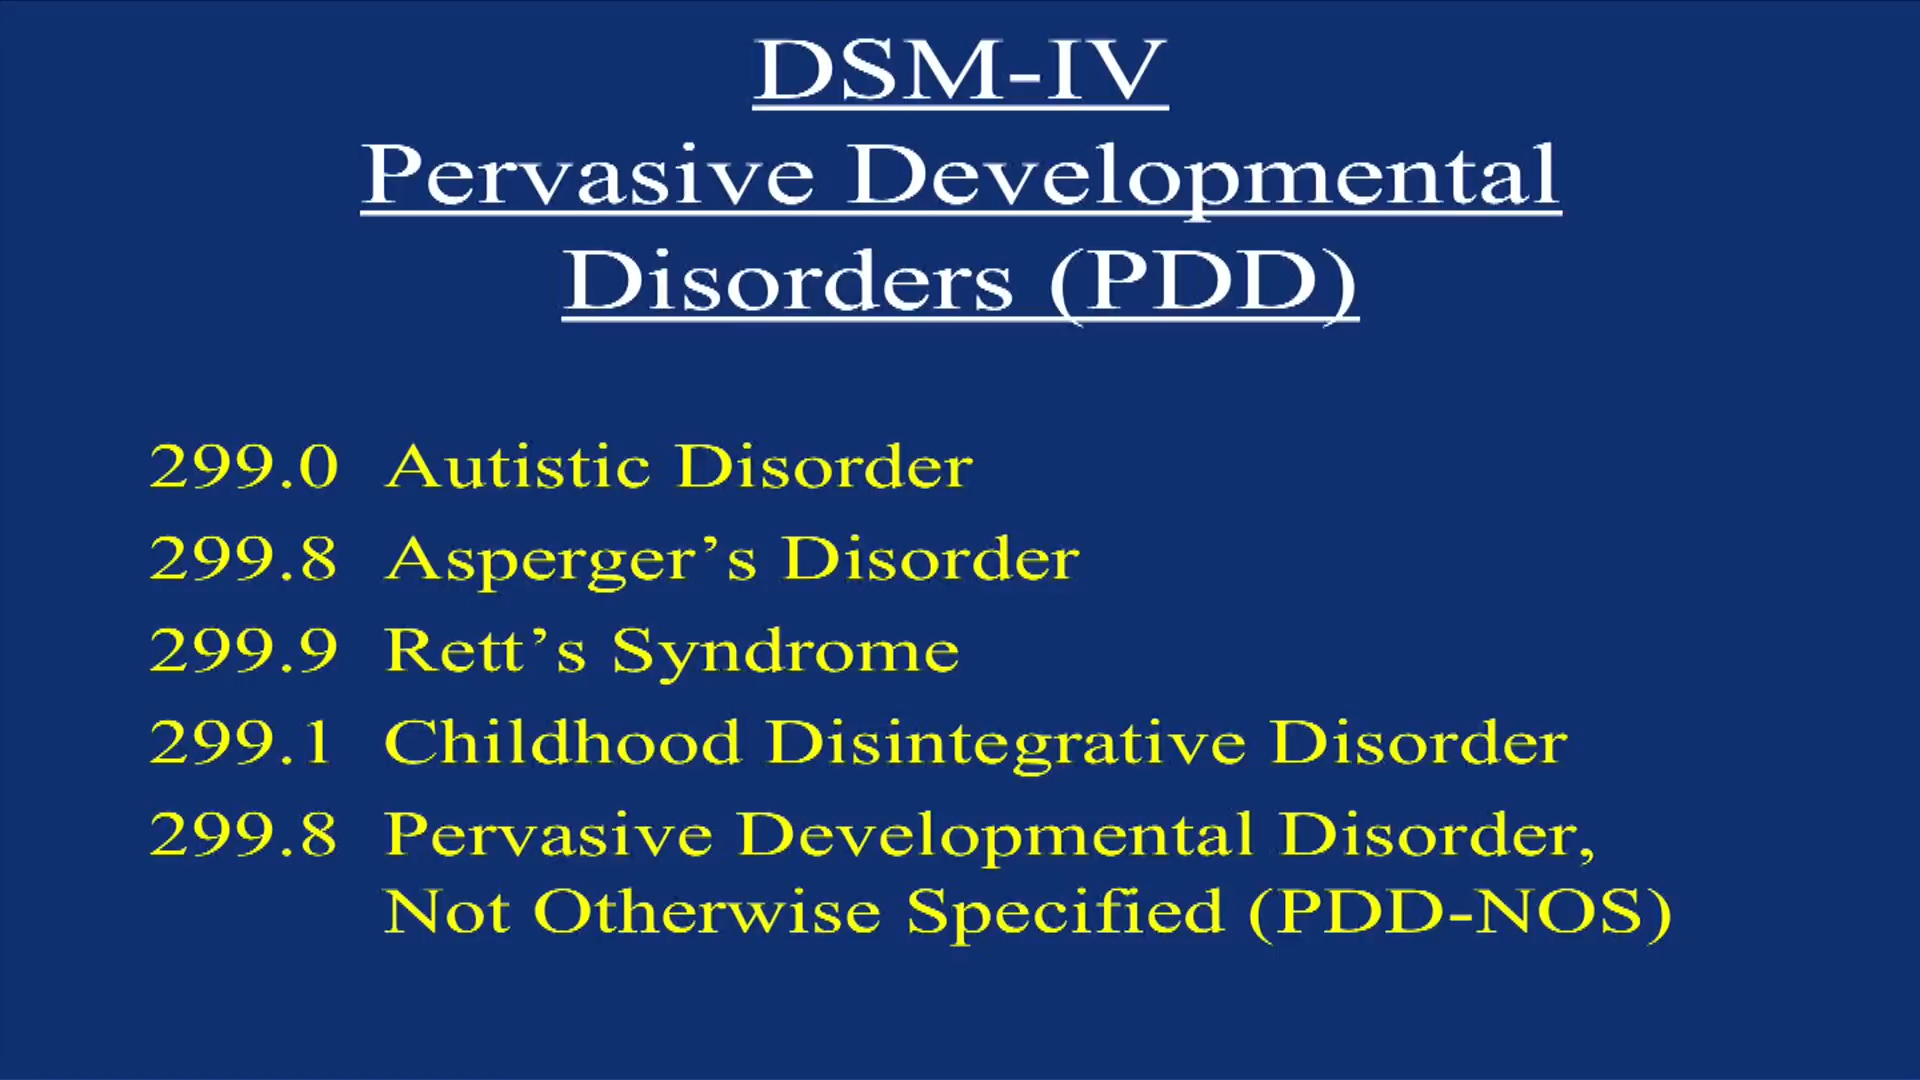 DSM-IV
Pervasive Developmental
Disorders (PDD)
299.0 Autistic Disorder
299.8 Asperger’s Disorder
299.9 Rett’s Syndrome
299.1 Childhood Disintegrative Disorder
299.8 Pervasive Developmental Disorder,
Not Otherwise Specified (PDD-NOS)